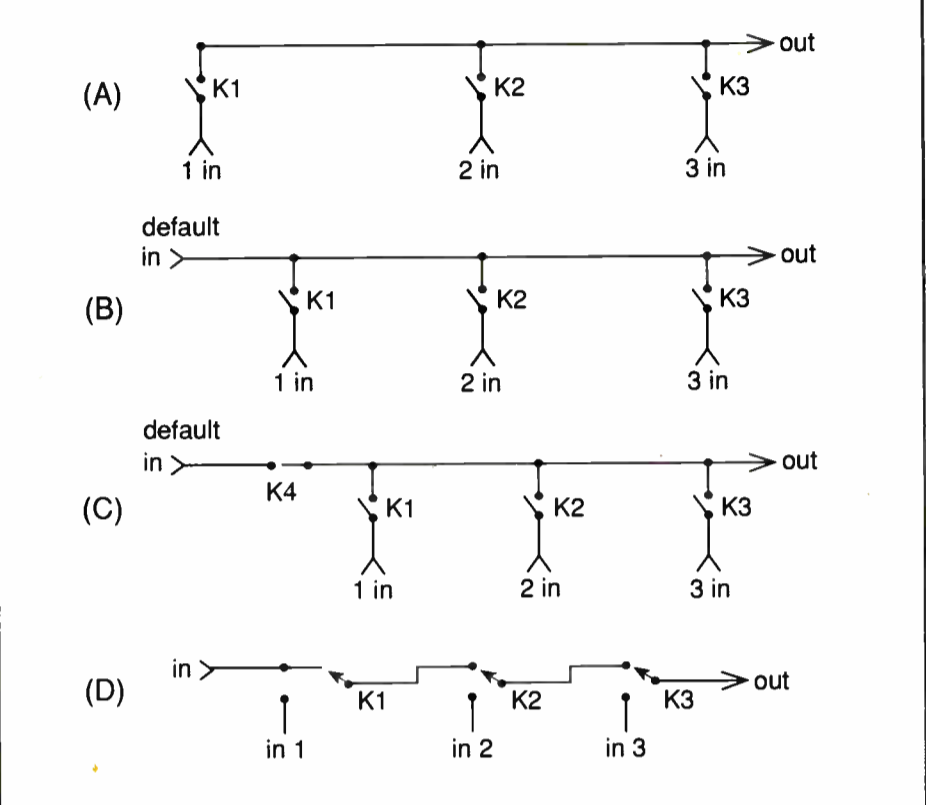 out
(A)
K1
K2
K3
1 in
2 in
3 in
default
in
out
(B)
K1
K2
K3
1 in
2 in
3 in
default
in
out
K4
(C)
K1
K2
K3
1 in
2 in
3 in
(D)
in
out
K1
K2
K3
in 1
in 2
in 3